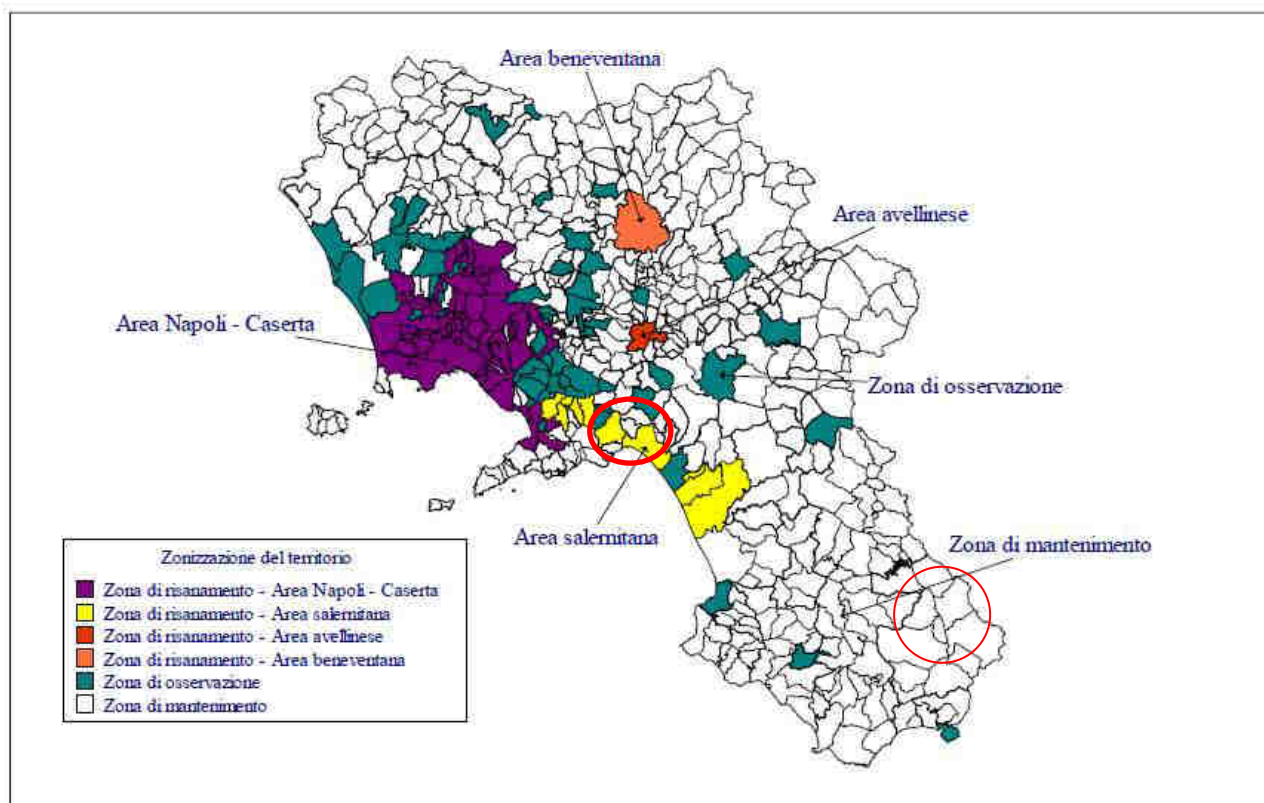 Area beneventana
Area avellinese
Area Napoli - Caserta
Zona di osservazione
Area salernitana
Zona di mantenimento
Zonizzazione del territorio
Zona di risanamento - Area Napoli - Caserta
Zona di risanamento - Area salernitana
Zona di risanamento - Area avellinese
Zona di risanamento - Area beneventana
Zona di osservazione
Zona di mantenimento